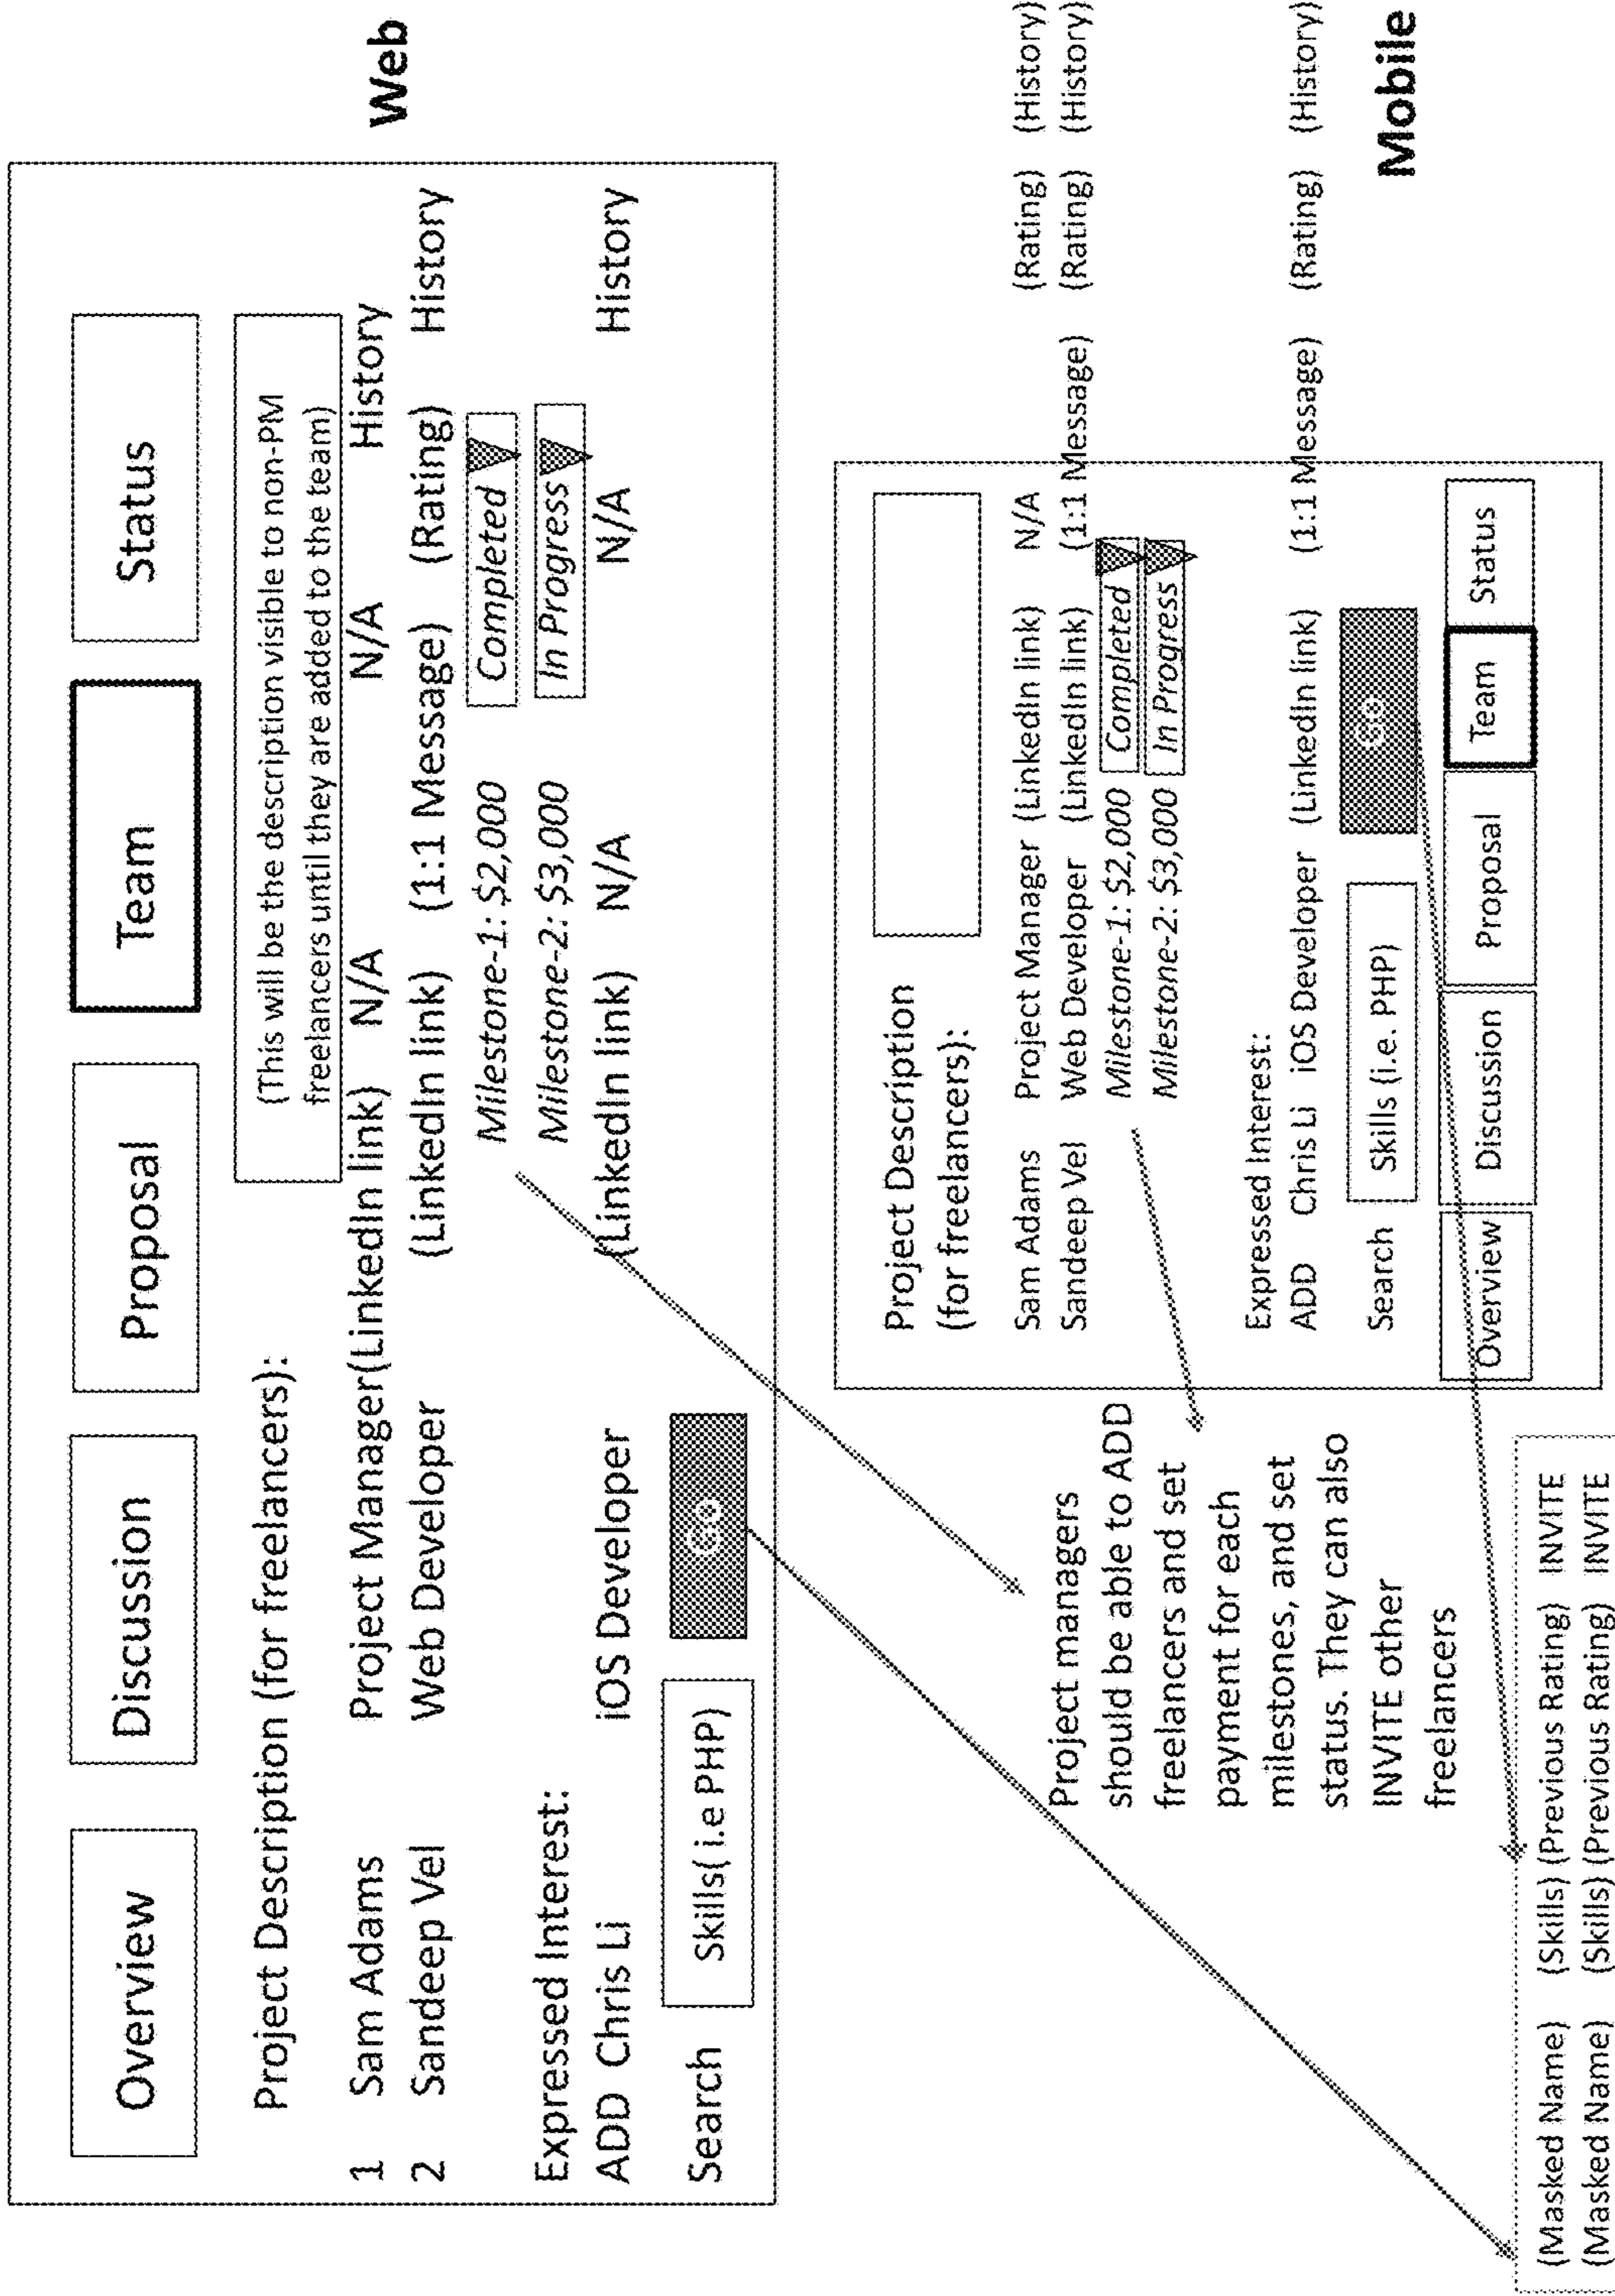 Overview Discussion Proposal Team Status
Project Description (for freelancers):
(This will be the description visible to non-PM
freelancers until they are added to the team)
1 Sam Adams Project Manager(LinkedIn link) N/A N/A History
2 Sandeep Vel Web Developer (LinkedIn link) (1:1 Message) (Rating) History
Milestone-1: $2,000 Completed
Milestone-2: $3,000 In Progress
Expressed Interest:
ADD Chris Li iOS Developer (LinkedIn link) N/A N/A History
Search Skills( i.e PHP) Go
Web
Project managers
should be able to ADD
freelancers and set
payment for each
milestones, and set
status. They can also
INVITE other
freelancers
Project Description
(for freelancers):
Sam Adams Project Manager (LinkedIn link) N/A (Rating) (History)
Sandeep Vel Web Developer (LinkedIn link) (1:1 Message) (Rating) (History)
Milestone-1: $2,000 Completed
Milestone-2: $3,000 In Progress
Expressed Interest:
ADD Chris Li iOS Developer (LinkedIn link) (1:1 Message) (Rating) (History)
Search Skills (i.e. PHP) Go
Overview Discussion Proposal Team Status
Mobile
(Masked Name) (Skills) (Previous Rating) INVITE
(Masked Name) (Skills) (Previous Rating) INVITE